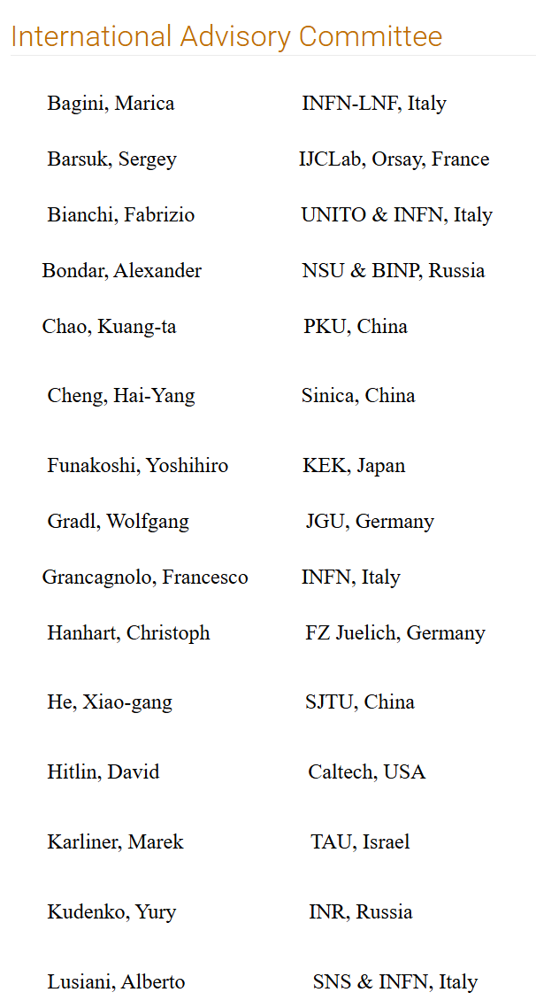 International Advisory Committee
Bagini, Marica INFN-LNF, Italy
Barsuk, Sergey IJCLab, Orsay, France
Bianchi, Fabrizio UNITO & INFN, Italy
Bondar, Alexander NSU & BINP, Russia
Chao, Kuang-ta PKU, China
Cheng, Hai-Yang Sinica, China
Funakoshi, Yoshihiro KEK, Japan
Gradl, Wolfgang JGU, Germany
Grancagnolo, Francesco INFN, Italy
Hanhart, Christoph FZ Juelich, Germany
He, Xiao-gang SJTU, China
Hitlin, David Caltech, USA
Karliner, Marek TAU, Israel
Kudenko, Yury INR, Russia
Lusiani, Alberto SNS & INFN, Italy